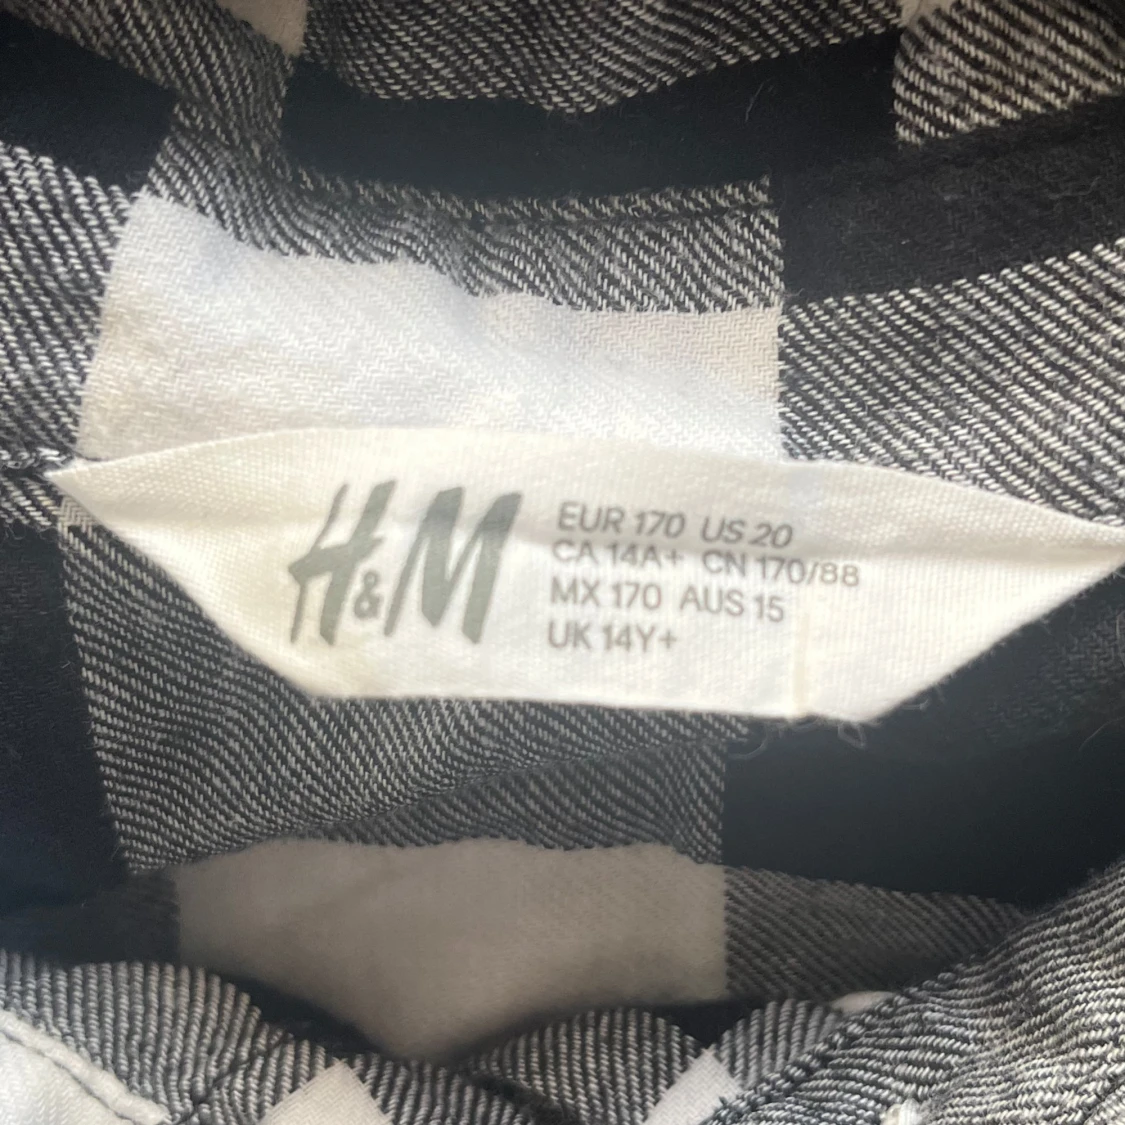 H&M
EUR 170 US 20
CA 14A+ CN 170/88
MX 170 AUS 15
UK 14Y+